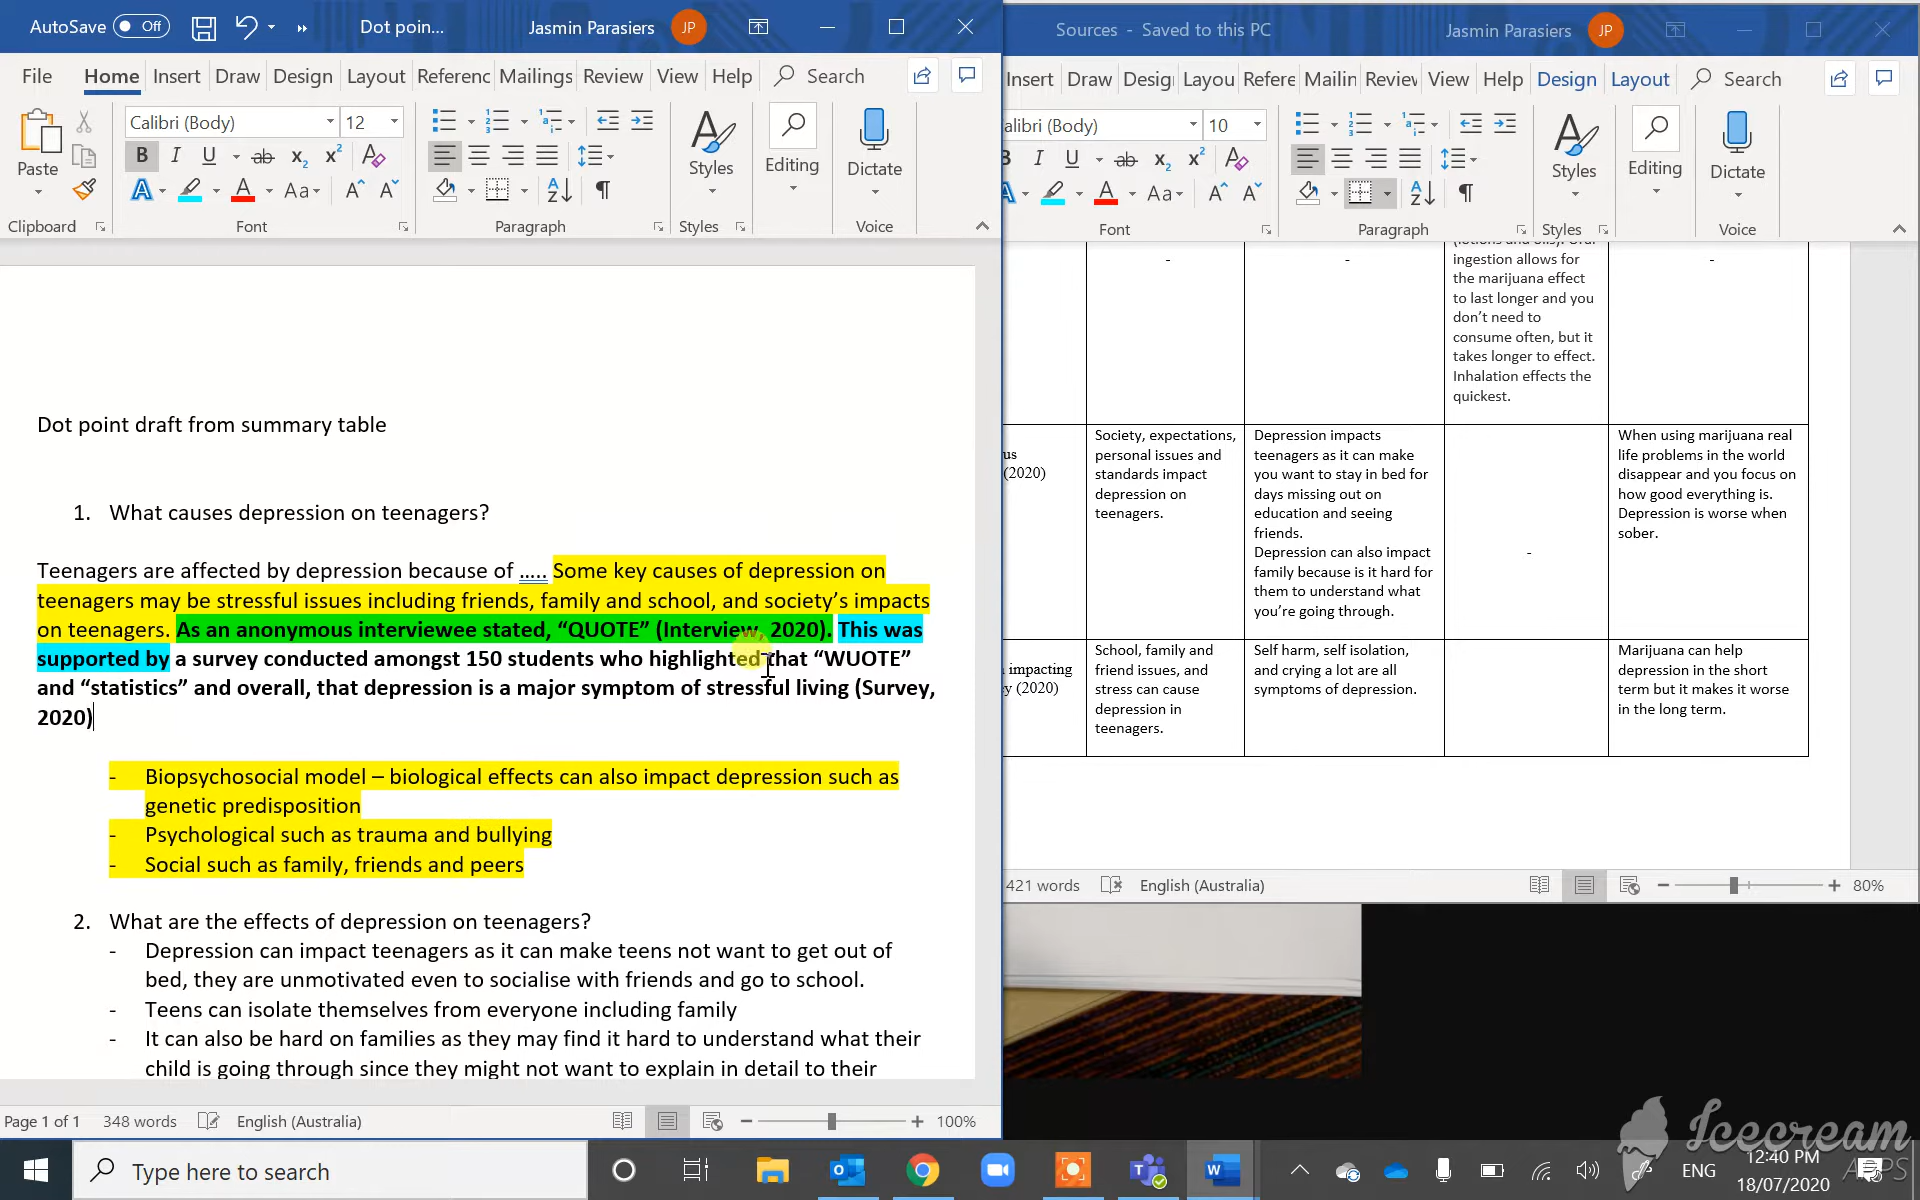 AutoSave Off Dot poin... Jasmin Parasiers JP
File Home Insert Draw Design Layout Referenc Mailings Review View Help Search
Paste
Calibri (Body) 12
Styles
Editing
Dictate
Clipboard Font Paragraph Styles Voice
Dot point draft from summary table
1. What causes depression on teenagers?
Teenagers are affected by depression because of ..... Some key causes of depression on
teenagers may be stressful issues including friends, family and school, and society’s impacts
on teenagers. As an anonymous interviewee stated, “QUOTE” (Interview, 2020). This was
supported by a survey conducted amongst 150 students who highlighted that “WUOTE”
and “statistics” and overall, that depression is a major symptom of stressful living (Survey,
2020)
- Biopsychosocial model – biological effects can also impact depression such as
genetic predisposition
- Psychological such as trauma and bullying
- Social such as family, friends and peers
2. What are the effects of depression on teenagers?
- Depression can impact teenagers as it can make teens not want to get out of
bed, they are unmotivated even to socialise with friends and go to school.
- Teens can isolate themselves from everyone including family
- It can also be hard on families as they may find it hard to understand what their
child is going through since they might not want to explain in detail to their
Page 1 of 1 348 words English (Australia) 100%
Sources - Saved to this PC Jasmin Parasiers JP
Insert Draw Desig Layou Refere Mailin Review View Help Design Layout Search
alibri (Body) 10
Styles
Editing
Dictate
Font Paragraph Styles Voice
- -
ingestion allows for
the marijuana effect
to last longer and you
don’t need to
consume often, but it
takes longer to effect.
Inhalation effects the
quickest.
-
us
(2020)
Society, expectations,
personal issues and
standards impact
depression on
teenagers.
Depression impacts
teenagers as it can make
you want to stay in bed for
days missing out on
education and seeing
friends.
Depression can also impact
family because is it hard for
them to understand what
you’re going through.
-
When using marijuana real
life problems in the world
disappear and you focus on
how good everything is.
Depression is worse when
sober.
impacting
y (2020)
School, family and
friend issues, and
stress can cause
depression in
teenagers.
Self harm, self isolation,
and crying a lot are all
symptoms of depression.
Marijuana can help
depression in the short
term but it makes it worse
in the long term.
421 words English (Australia) 80%
Icecream
APPS
Type here to search
ENG
12:40 PM
18/07/2020